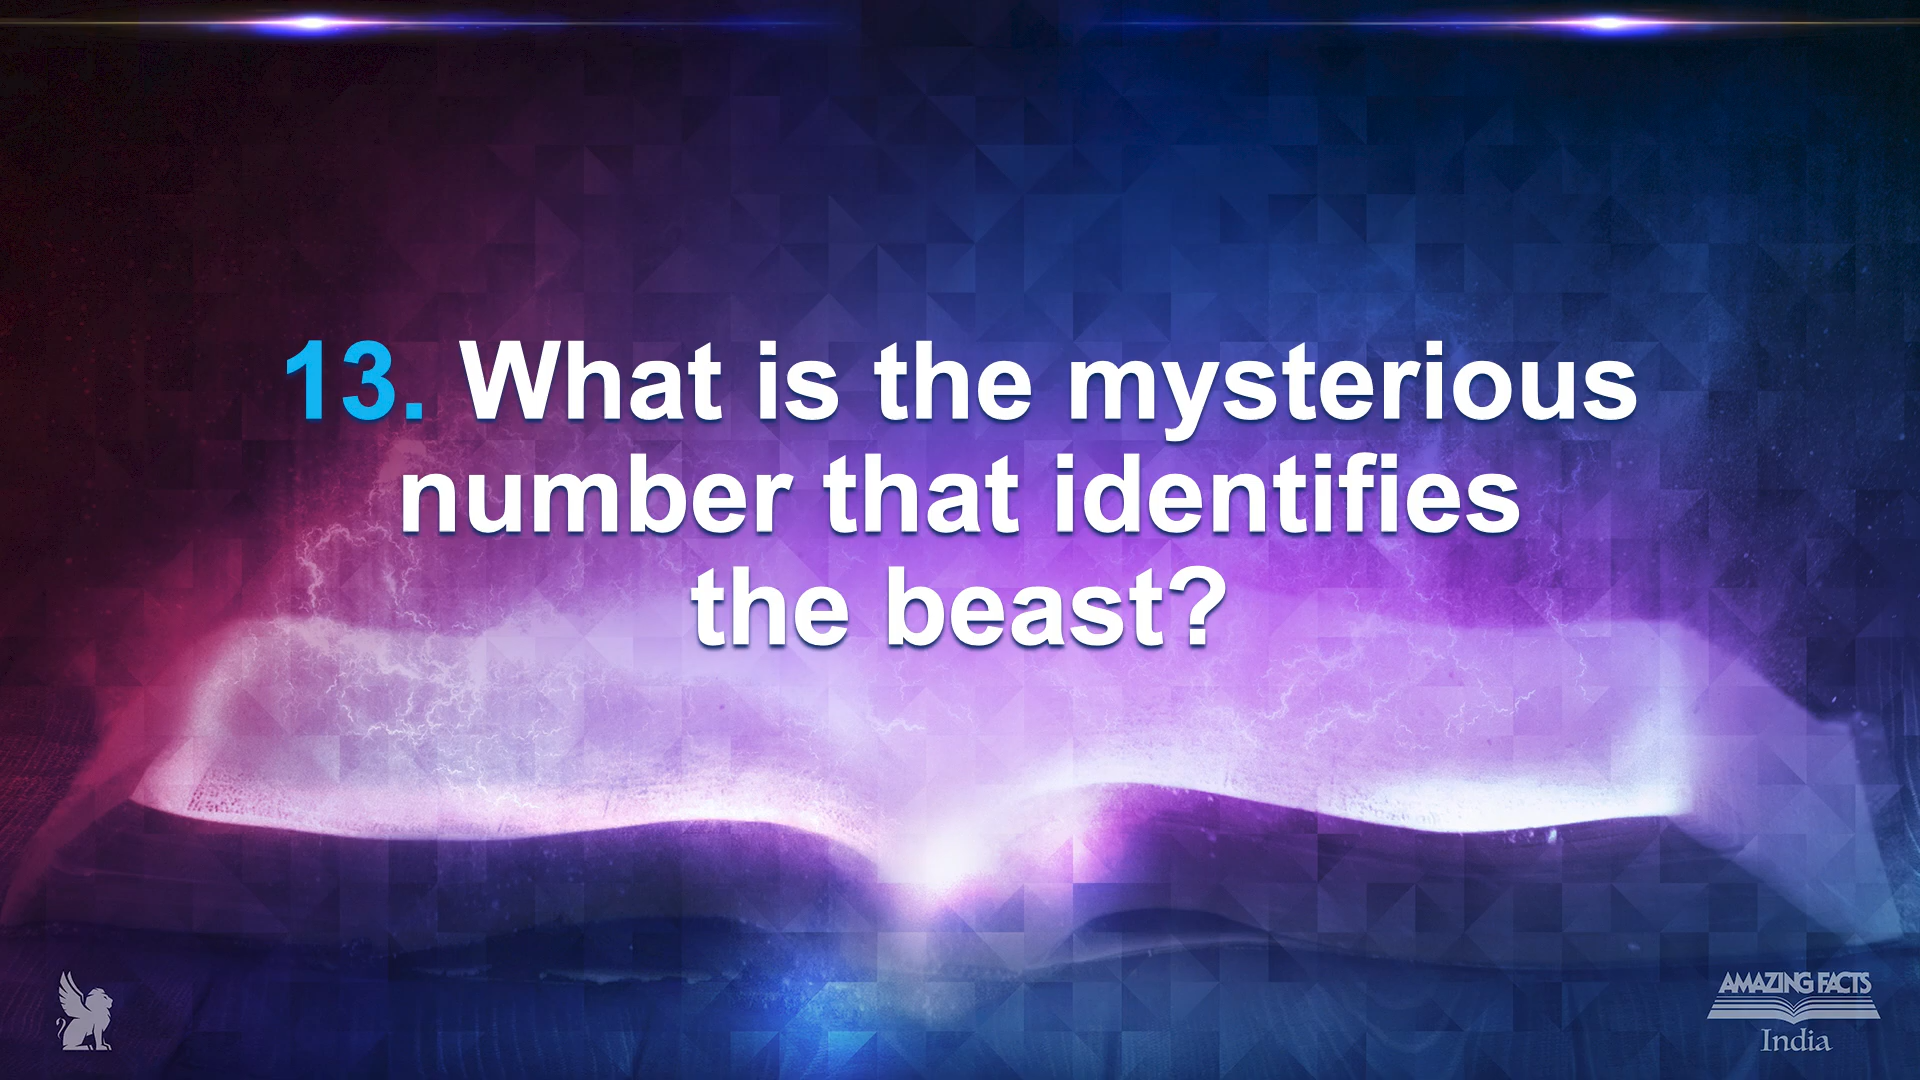 13. What is the mysterious
number that identifies
the beast?
AMAZING FACTS
India